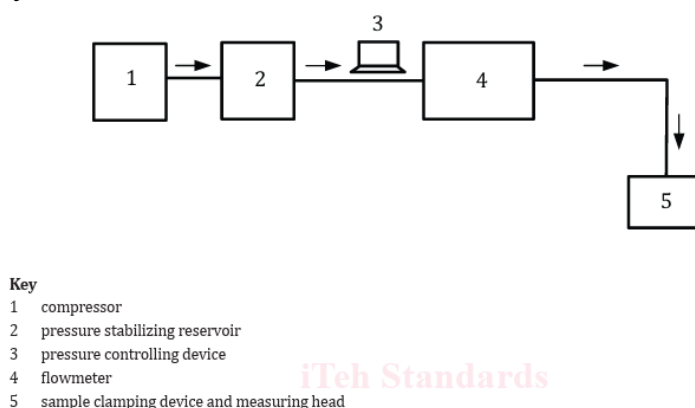 3
1
2
4
5
Key
1 compressor
2 pressure stabilizing reservoir
3 pressure controlling device
4 flowmeter
iTeh Standards
5 sample clamping device and measuring head